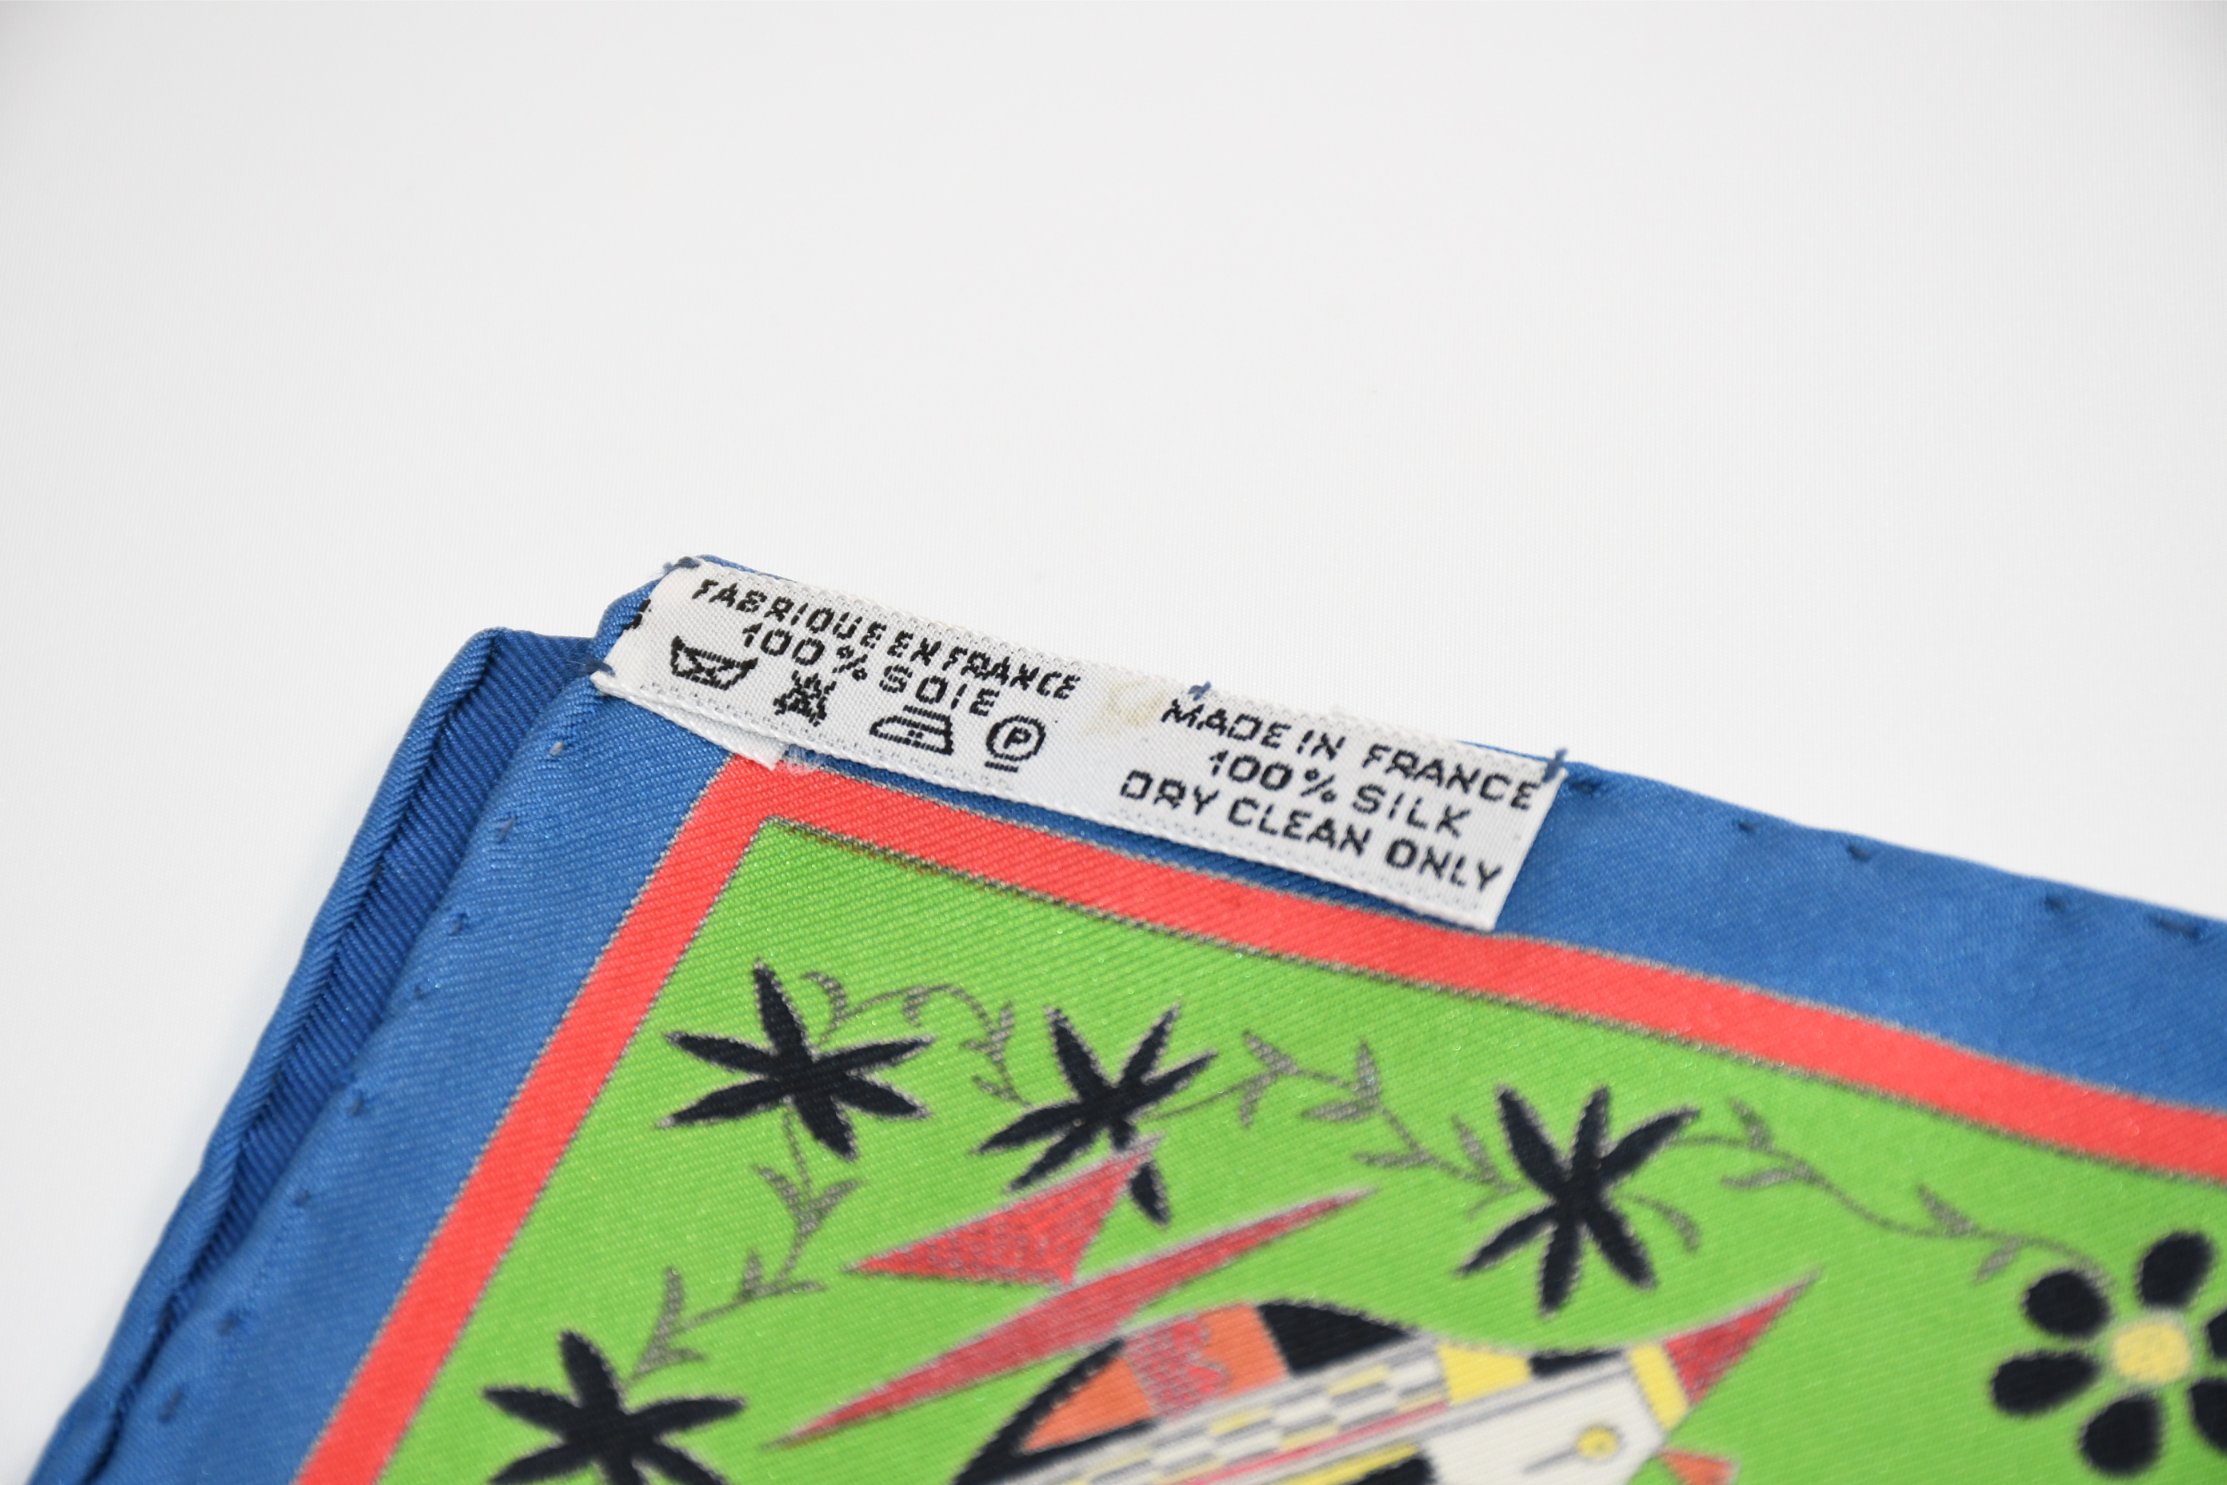 FABRIQUE EN FRANCE
100% SOIE
P
MADE IN FRANCE
100% SILK
DRY CLEAN ONLY